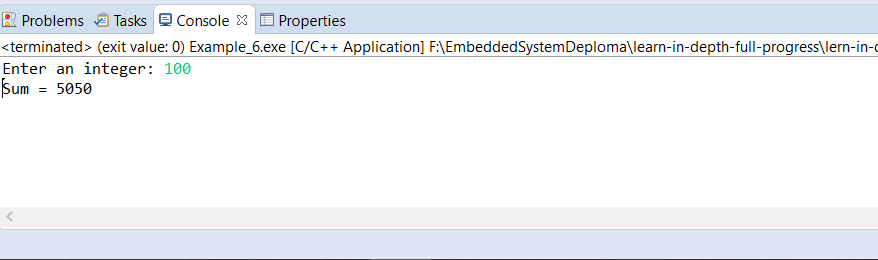 Problems Tasks Console Properties
<terminated> (exit value: 0) Example_6.exe [C/C++ Application] F:\EmbeddedSystemDeploma\learn-in-depth-full-progress\lern-in-
Enter an integer: 100
Sum = 5050